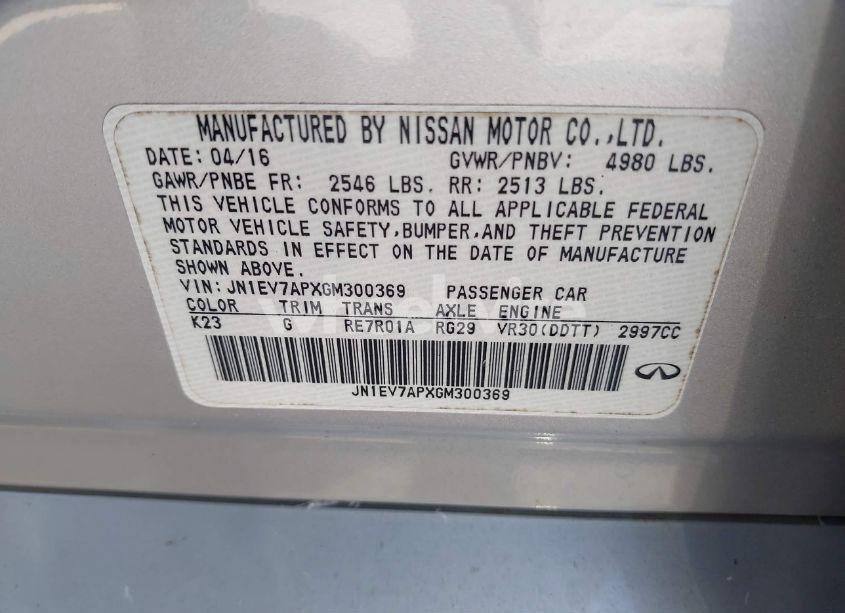 MANUFACTURED BY NISSAN MOTOR CO.,LTD.
DATE: 04/16 GVWR/PNBV: 4980 LBS.
GAWR/PNBE FR: 2546 LBS. RR: 2513 LBS.
THIS VEHICLE CONFORMS TO ALL APPLICABLE FEDERAL
MOTOR VEHICLE SAFETY,BUMPER,AND THEFT PREVENTION
STANDARDS IN EFFECT ON THE DATE OF MANUFACTURE
SHOWN ABOVE.
VIN: JN1EV7APXGM300369 PASSENGER CAR
COLOR TRIM TRANS AXLE ENGINE
K23 G RE7R01A RG29 VR30(DDTT) 2997CC
JN1EV7APXGM300369